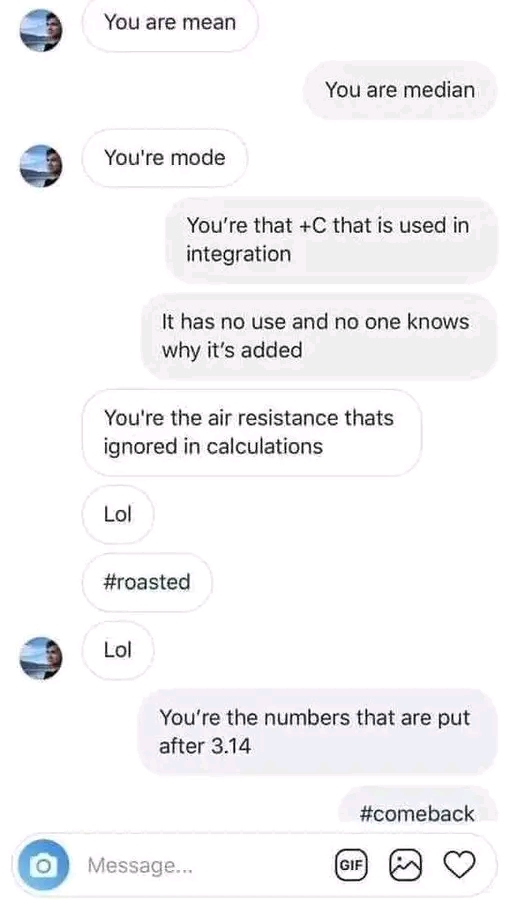 You are mean
You are median
You're mode
You’re that +C that is used in
integration
It has no use and no one knows
why it’s added
You're the air resistance thats
ignored in calculations
Lol
#roasted
Lol
You’re the numbers that are put
after 3.14
#comeback
Message...
GIF